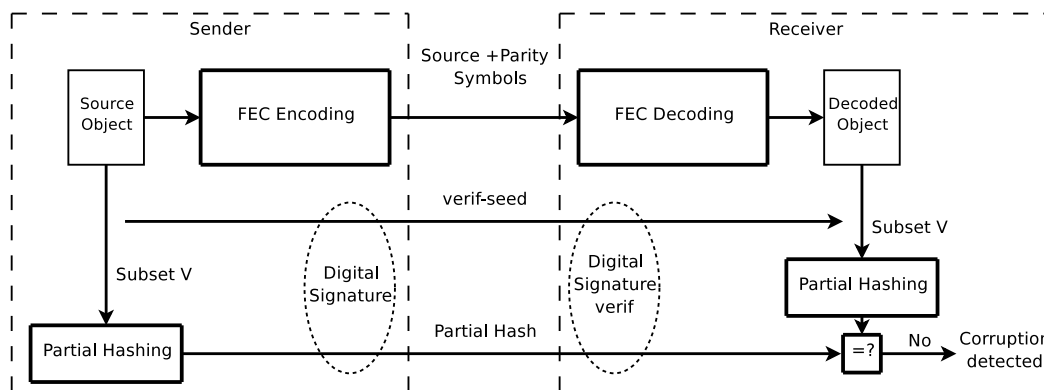 Sender
Receiver
Source +Parity
Symbols
Source
Object
FEC Encoding
FEC Decoding
Decoded
Object
verif-seed
Subset V
Subset V
Digital
Signature
Digital
Signature
verif
Partial Hashing
Partial Hash
Partial Hashing
=?
No
Corruption
detected